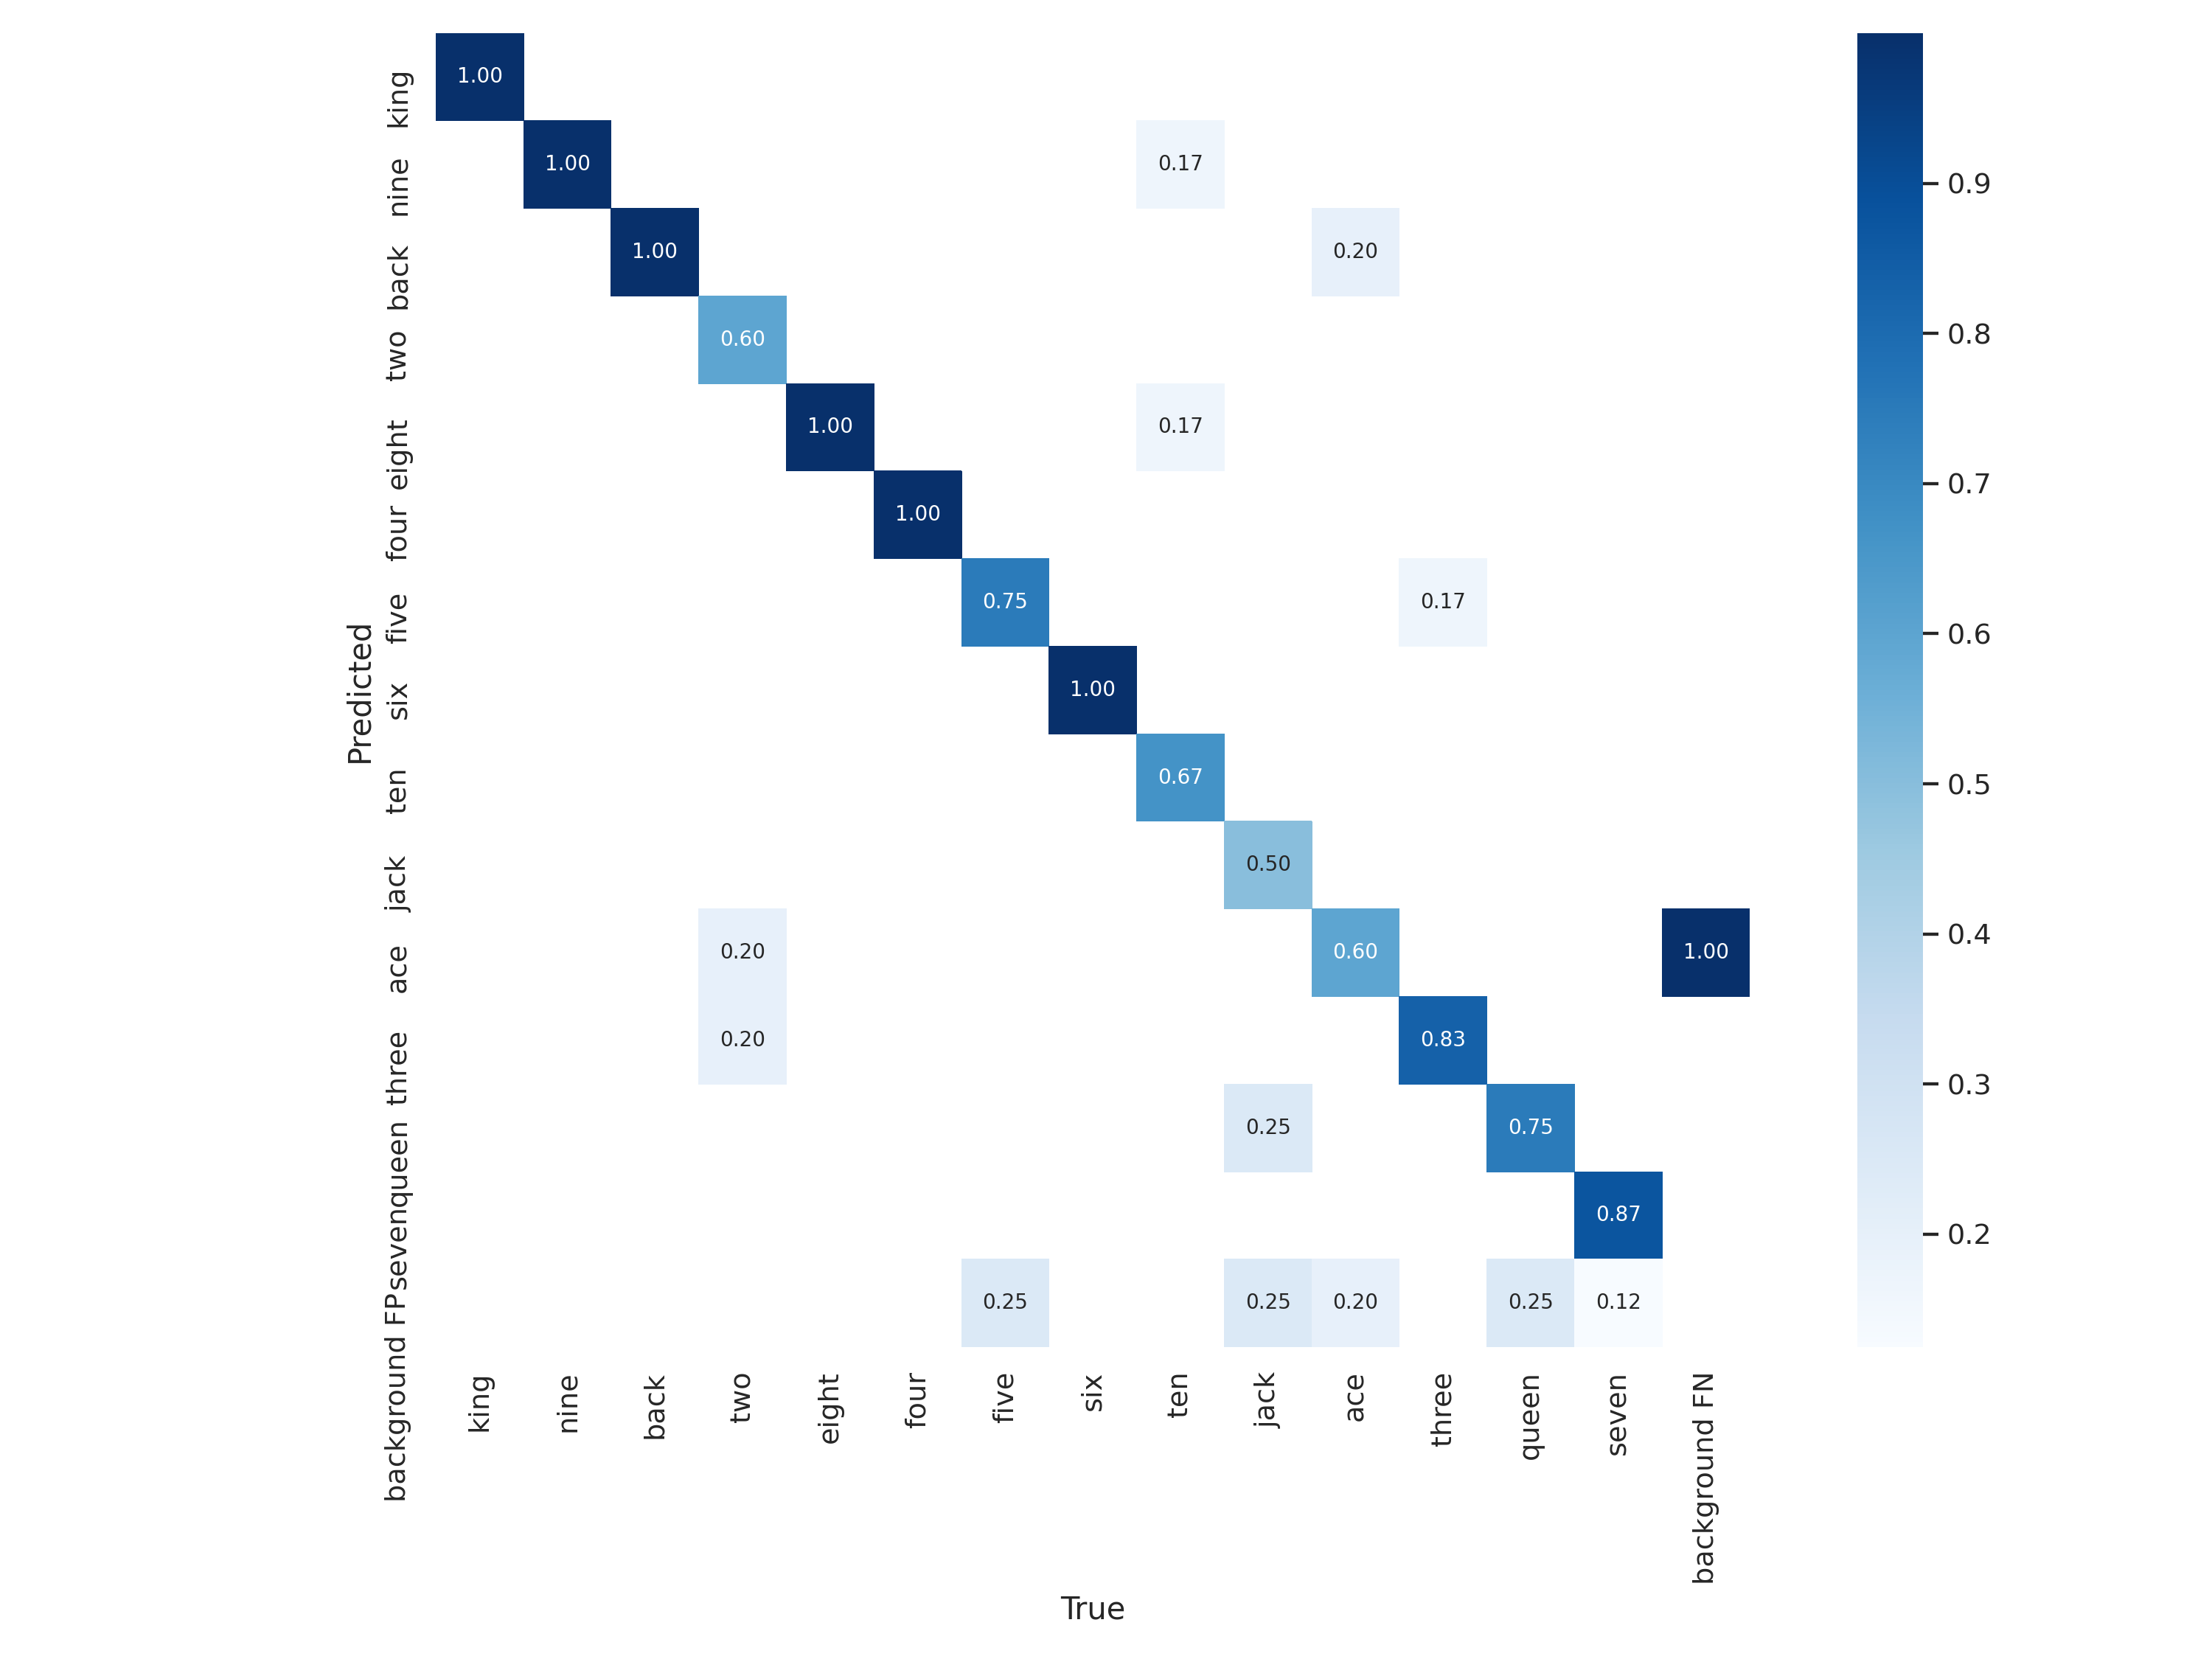 1.00
king
1.00 0.17
nine
0.9
1.00 0.20
back
0.60
two
0.8
1.00 0.17
eight
0.7
1.00
four
0.75 0.17
five
0.6
Predicted
1.00
six
0.67
ten
0.5
0.50
jack
0.20 0.60 1.00
ace
0.4
0.20 0.83
three
0.3
0.25 0.75
queen
0.87
seven
0.2
0.25 0.25 0.20 0.25 0.12
background FP
king nine back two eight four five six ten jack ace three queen seven background FN
True